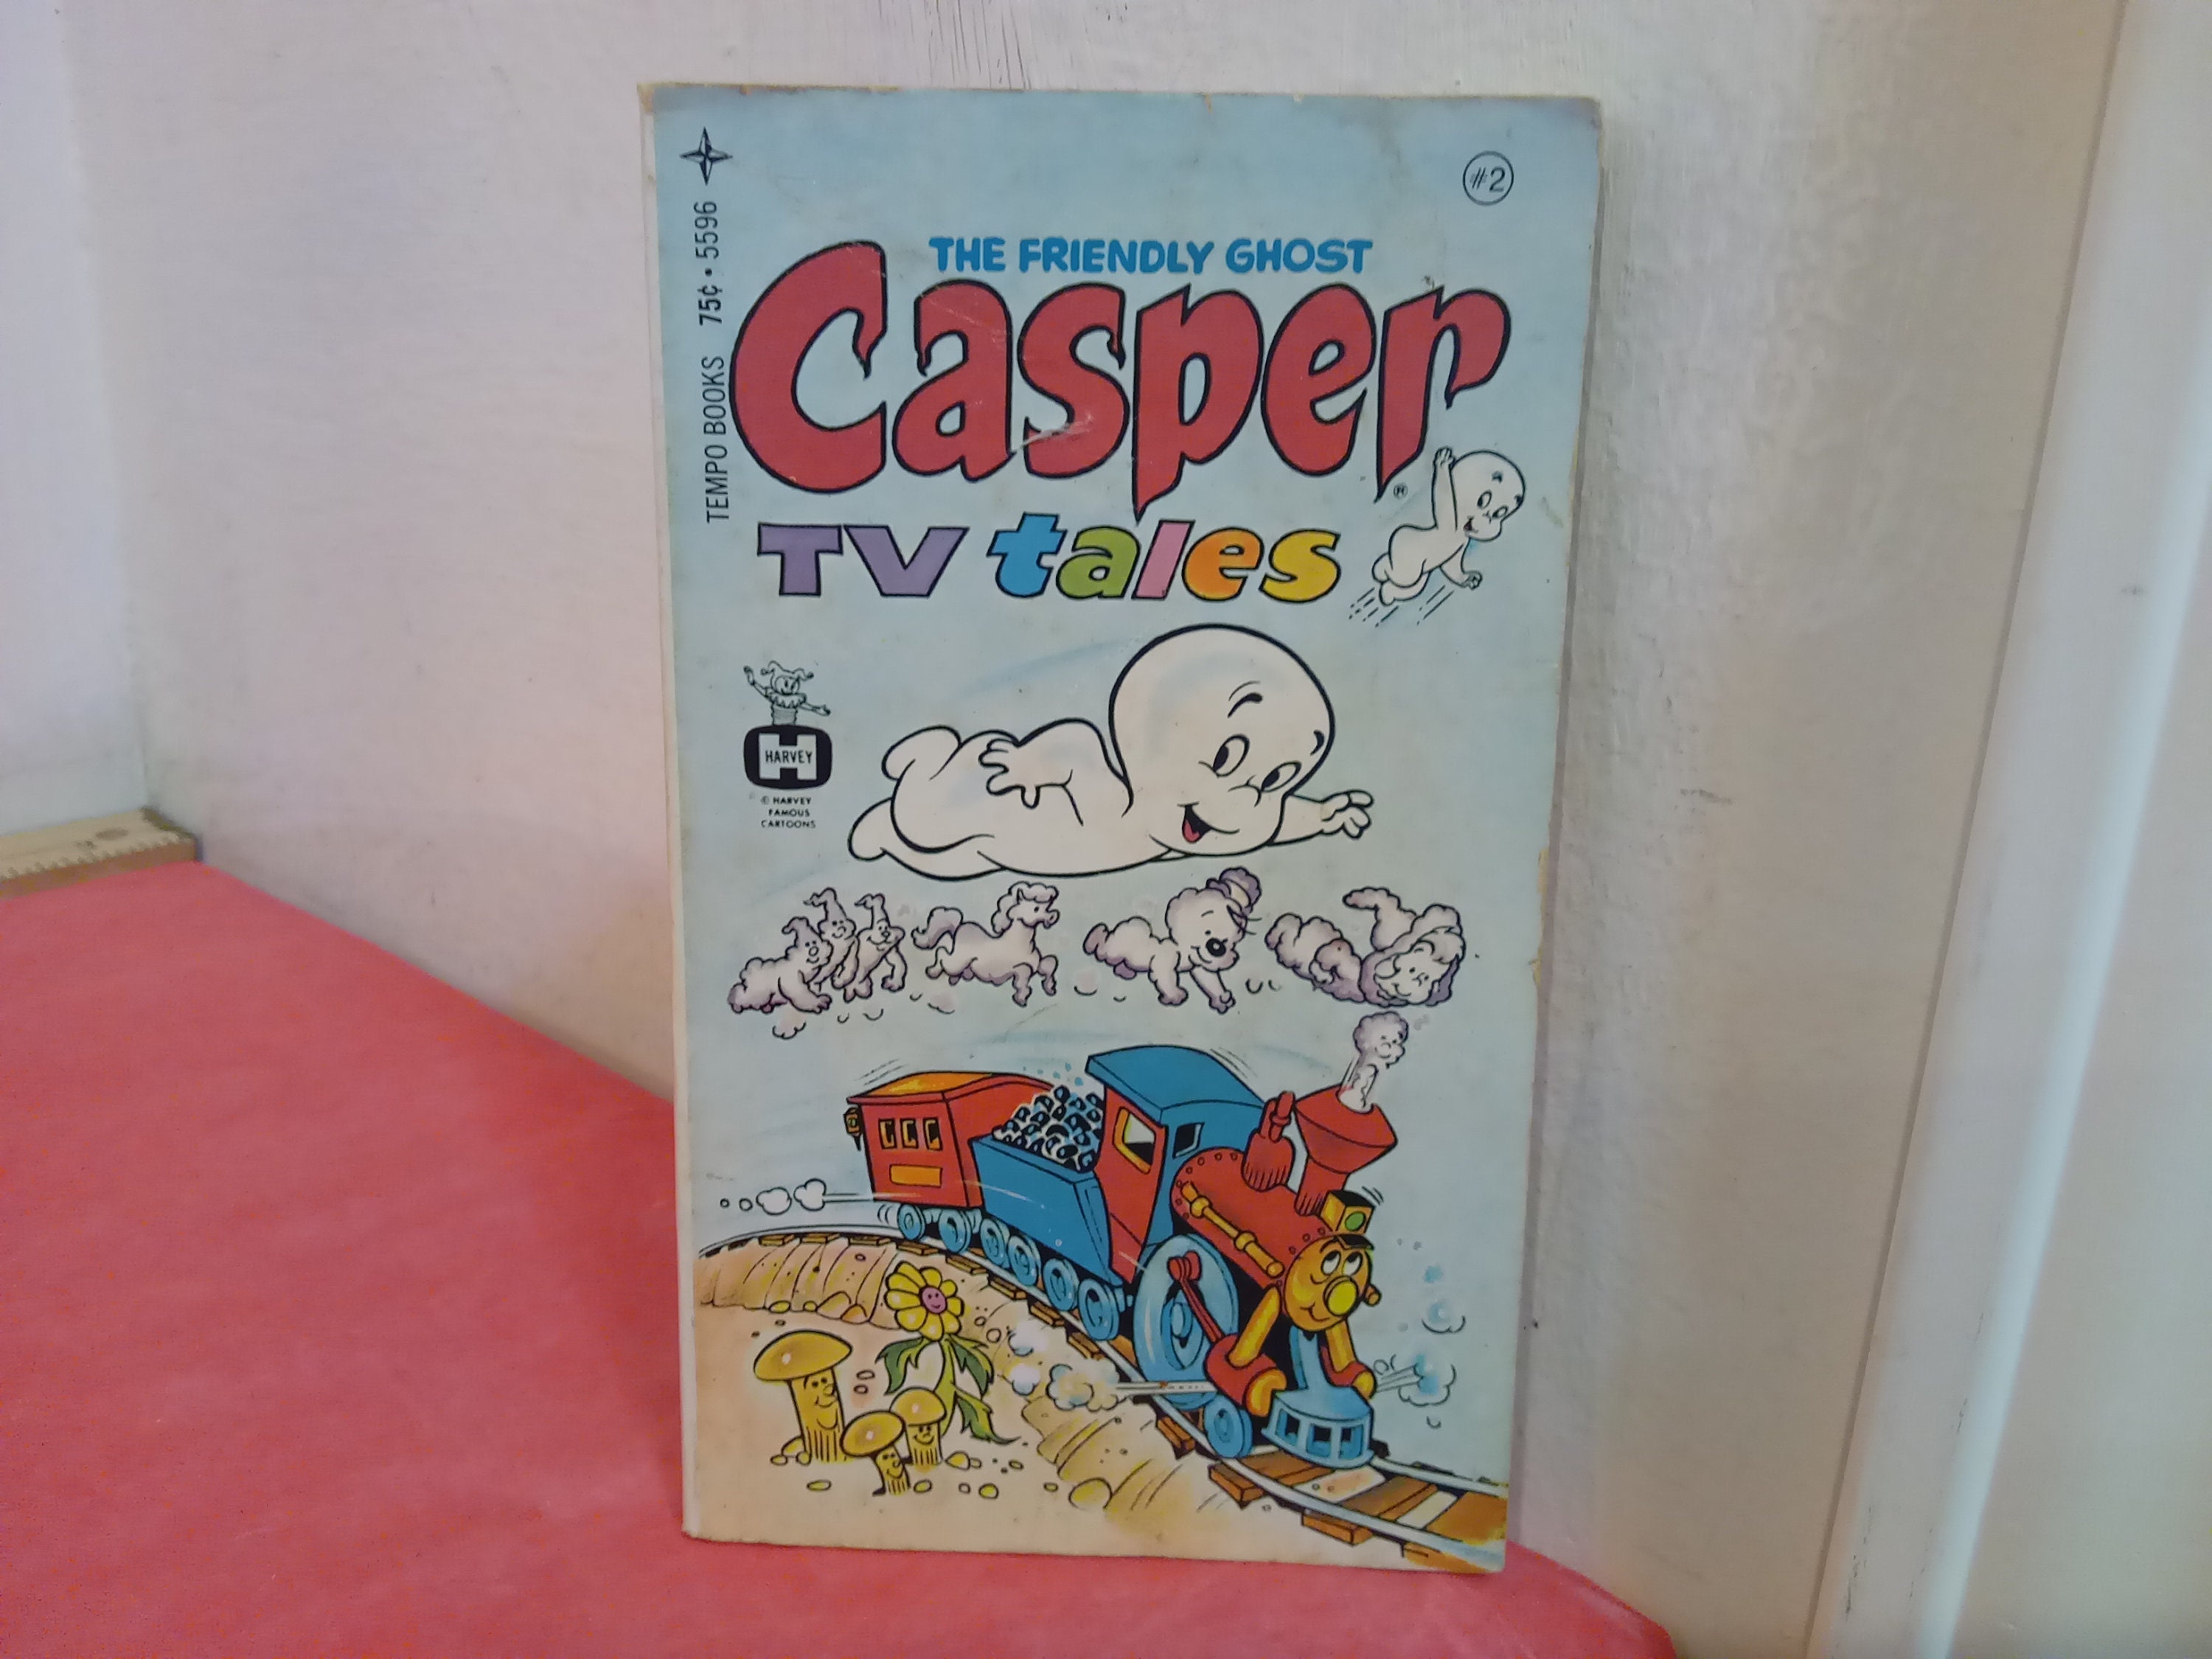 TEMPO BOOKS 75¢ • 5596
#2
THE FRIENDLY GHOST
Casper
®
TV tales
HARVEY
© HARVEY
FAMOUS
CARTOONS